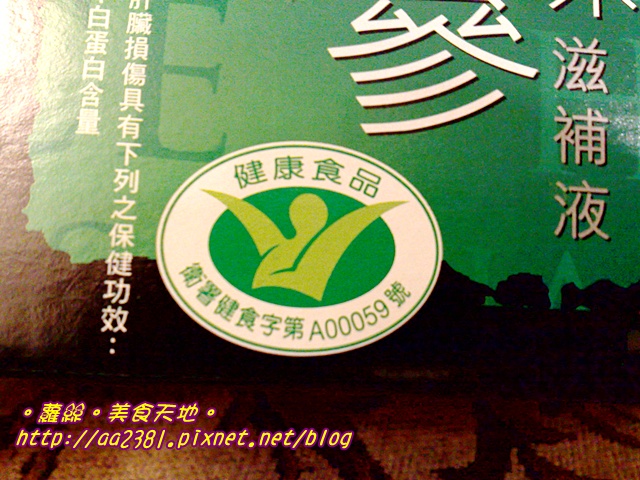 蔘
滋補液
肝臟損傷具有下列之保健功效：
白蛋白含量
健康食品
衛署健食字第A00059號
。蘿絲。美食天地。
http://aa2381.pixnet.net/blog